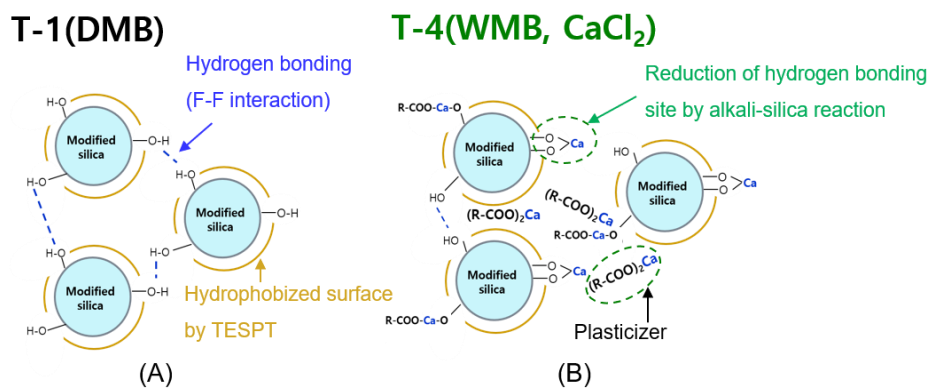 T-1(DMB)
Hydrogen bonding
(F-F interaction)
H-O
Modified
silica
O-H
H-O
H-O
Modified
silica
O-H
H-O
H-O
Modified
silica
O-H
H-O
Hydrophobized surface
by TESPT
(A)
T-4(WMB, CaCl₂)
Reduction of hydrogen bonding
site by alkali-silica reaction
R-COO-Ca-O
Modified
silica
O
O
Ca
HO
HO
Modified
silica
O
O
Ca
R-COO-Ca-O
(R-COO)₂Ca
(R-COO)₂Ca
HO
Modified
silica
O
O
Ca
R-COO-Ca-O
(R-COO)₂Ca
Plasticizer
(B)